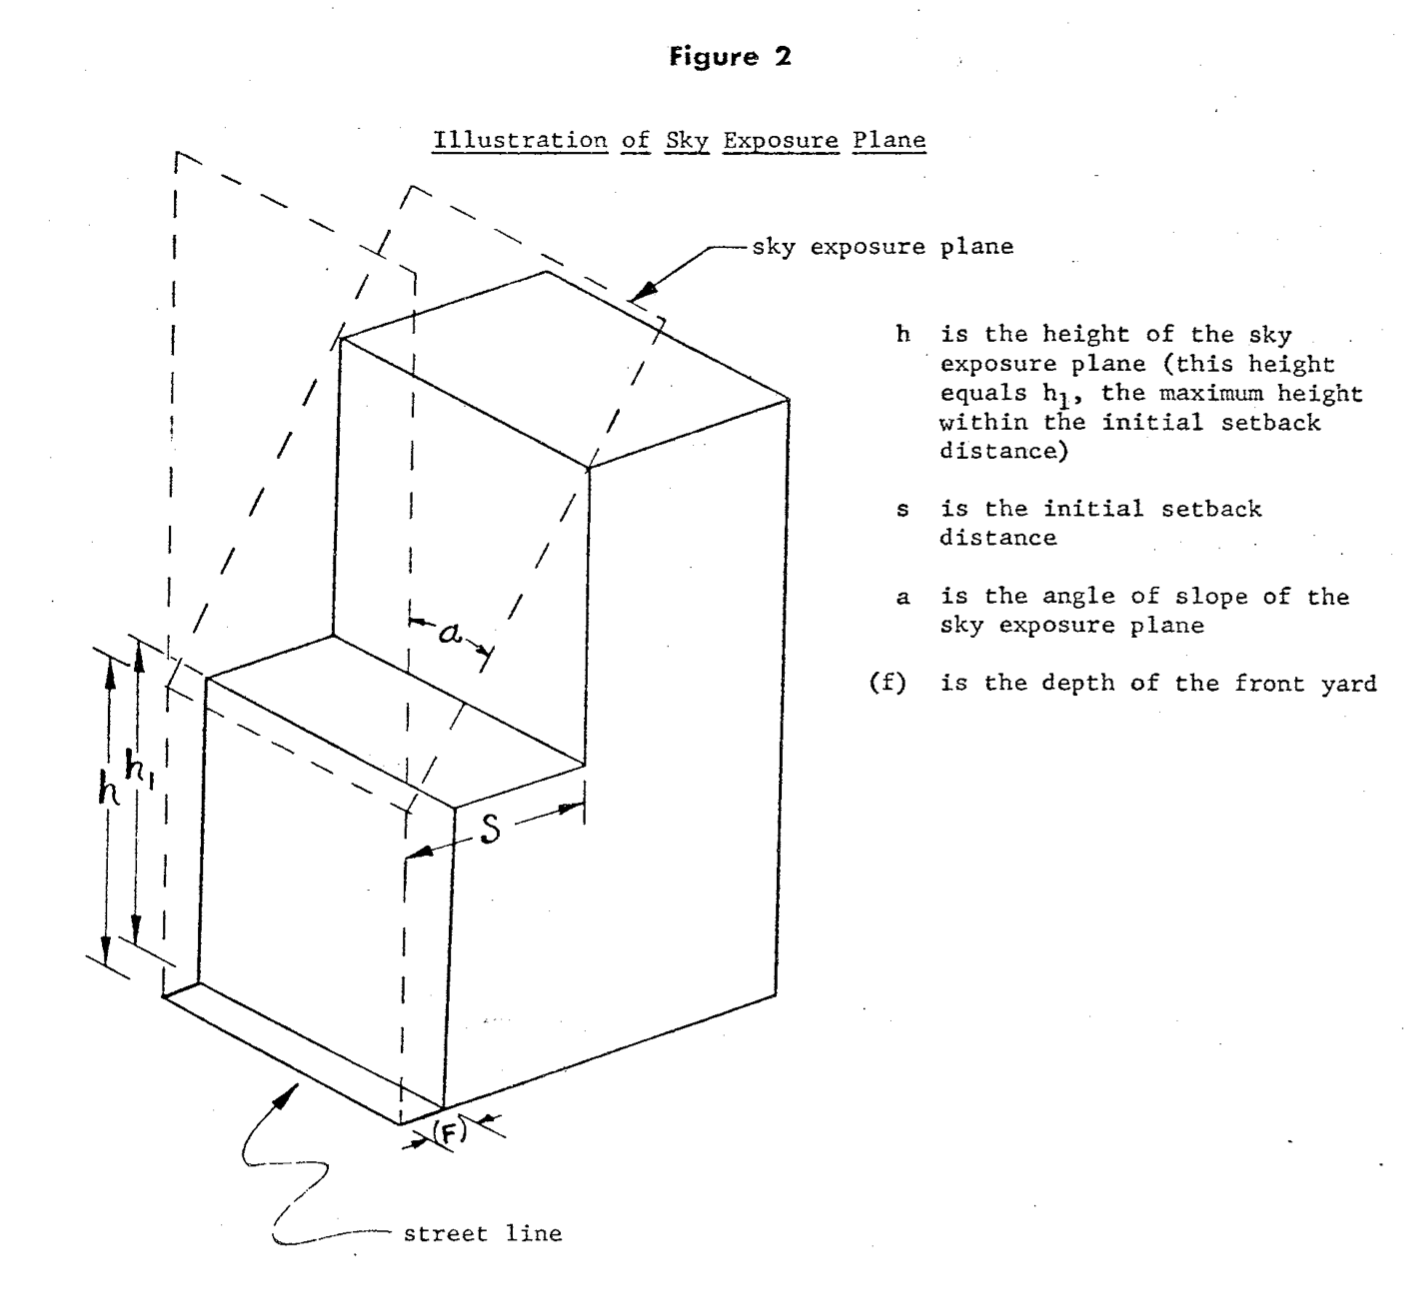 Figure 2
Illustration of Sky Exposure Plane
sky exposure plane
h is the height of the sky
exposure plane (this height
equals h₁, the maximum height
within the initial setback
distance)
s is the initial setback
distance
a is the angle of slope of the
sky exposure plane
(f) is the depth of the front yard
a
h
h₁
S
(F)
street line